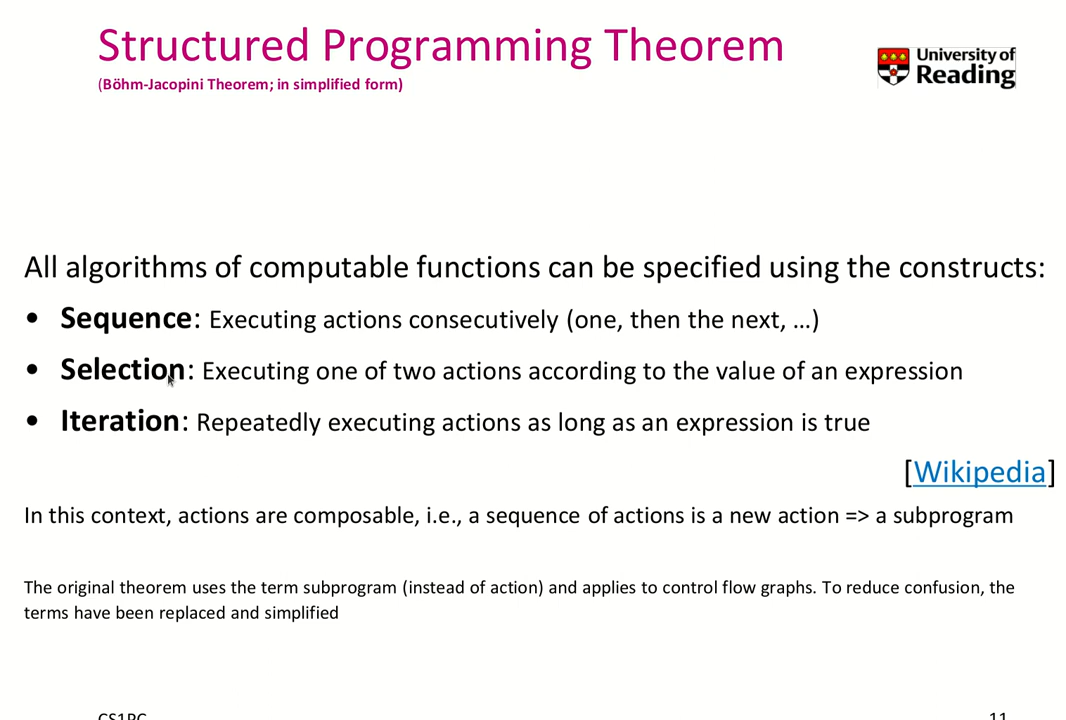 Structured Programming Theorem
(Böhm-Jacopini Theorem; in simplified form)
University of
Reading
All algorithms of computable functions can be specified using the constructs:
• Sequence: Executing actions consecutively (one, then the next, …)
• Selection: Executing one of two actions according to the value of an expression
• Iteration: Repeatedly executing actions as long as an expression is true
[Wikipedia]
In this context, actions are composable, i.e., a sequence of actions is a new action => a subprogram
The original theorem uses the term subprogram (instead of action) and applies to control flow graphs. To reduce confusion, the
terms have been replaced and simplified
CS1PC
11